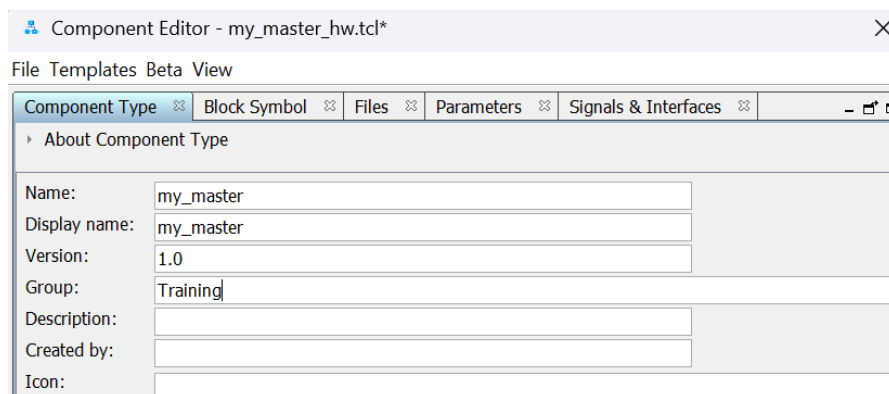 Component Editor - my_master_hw.tcl*
File Templates Beta View
Component Type Block Symbol Files Parameters Signals & Interfaces
About Component Type
Name: my_master
Display name: my_master
Version: 1.0
Group: Training
Description:
Created by:
Icon: